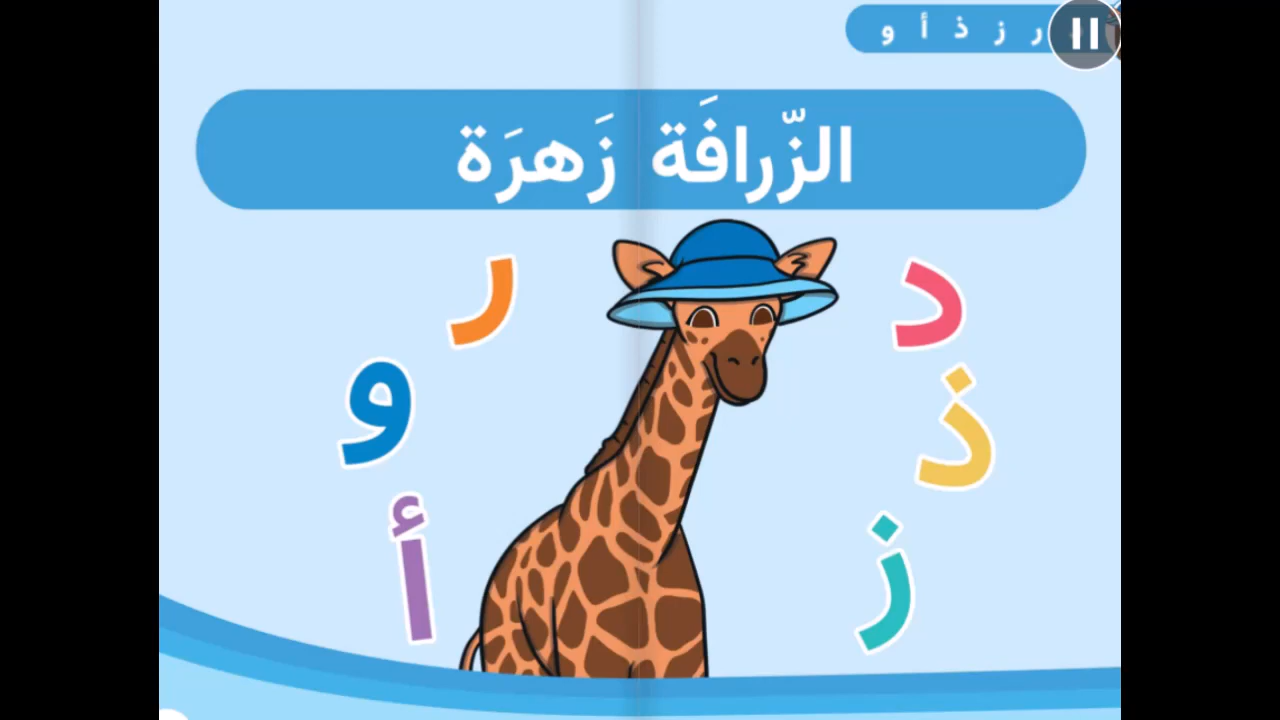 ر ز ذ أ و
الزّرافَة زَهرَة
د
ر
ذ
و
ز
أ